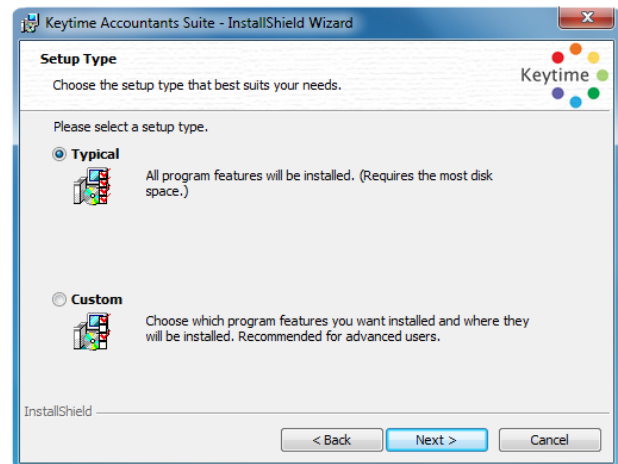 Keytime Accountants Suite - InstallShield Wizard
Setup Type
Choose the setup type that best suits your needs.
Keytime
Please select a setup type.
Typical
All program features will be installed. (Requires the most disk
space.)
Custom
Choose which program features you want installed and where they
will be installed. Recommended for advanced users.
InstallShield
< Back Next > Cancel